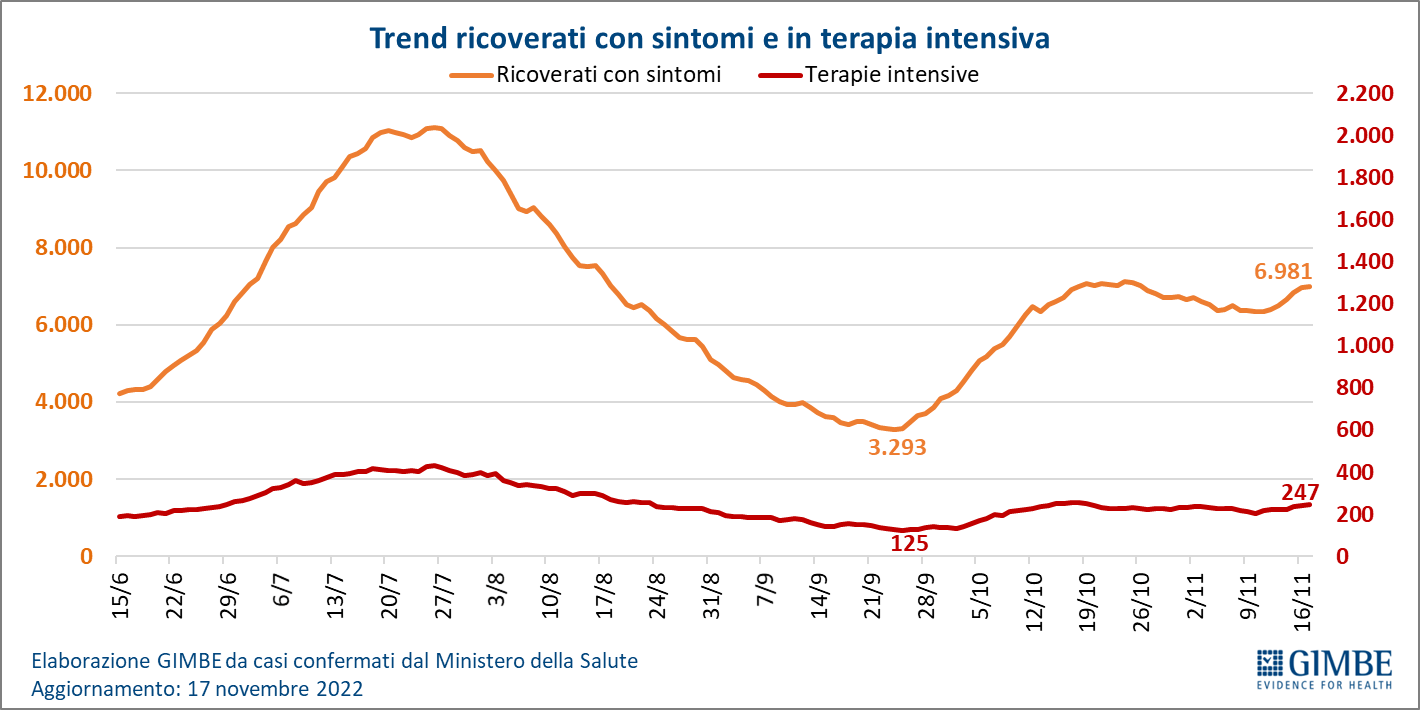 Trend ricoverati con sintomi e in terapia intensiva
Ricoverati con sintomi Terapie intensive
12.000 2.200
2.000
10.000 1.800
1.600
8.000 1.400
6.981
6.000 1.200
1.000
4.000 800
3.293 600
2.000 400
247
125 200
0 0
15/6 22/6 29/6 6/7 13/7 20/7 27/7 3/8 10/8 17/8 24/8 31/8 7/9 14/9 21/9 28/9 5/10 12/10 19/10 26/10 2/11 9/11 16/11
Elaborazione GIMBE da casi confermati dal Ministero della Salute
Aggiornamento: 17 novembre 2022
GIMBE
EVIDENCE FOR HEALTH